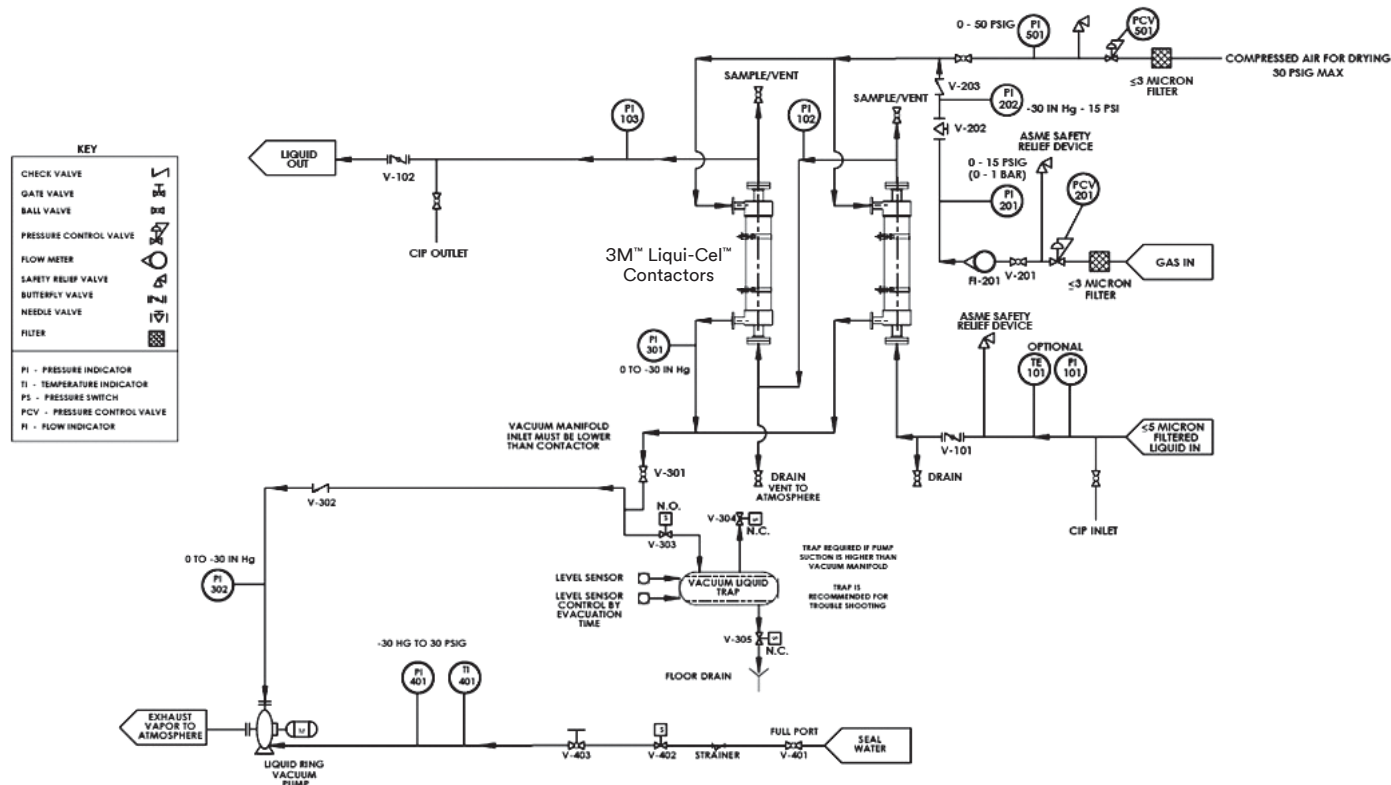 0 - 50 PSIG
PI
501
PCV
501
COMPRESSED AIR FOR DRYING
30 PSIG MAX
≤3 MICRON
FILTER
SAMPLE/VENT
SAMPLE/VENT
V-203
PI
202
-30 IN Hg - 15 PSI
PI
103
PI
102
V-202
ASME SAFETY
RELIEF DEVICE
LIQUID
OUT
V-102
0 - 15 PSIG
(0 - 1 BAR)
PI
201
PCV
201
CIP OUTLET
3M™ Liqui-Cel™
Contactors
FI-201
V-201
≤3 MICRON
FILTER
GAS IN
KEY
CHECK VALVE
GATE VALVE
BALL VALVE
PRESSURE CONTROL VALVE
FLOW METER
SAFETY RELIEF VALVE
BUTTERFLY VALVE
NEEDLE VALVE
FILTER
PI - PRESSURE INDICATOR
TI - TEMPERATURE INDICATOR
PS - PRESSURE SWITCH
PCV - PRESSURE CONTROL VALVE
FI - FLOW INDICATOR
PI
301
0 TO -30 IN Hg
ASME SAFETY
RELIEF DEVICE
OPTIONAL
TE
101
PI
101
≤5 MICRON
FILTERED
LIQUID IN
V-101
DRAIN
CIP INLET
VACUUM MANIFOLD
INLET MUST BE LOWER
THAN CONTACTOR
V-301
DRAIN
VENT TO
ATMOSPHERE
V-302
N.O.
S
V-303
V-304
S
N.C.
TRAP REQUIRED IF PUMP
SUCTION IS HIGHER THAN
VACUUM MANIFOLD
TRAP IS
RECOMMENDED FOR
TROUBLE SHOOTING
0 TO -30 IN Hg
PI
302
LEVEL SENSOR
LEVEL SENSOR
CONTROL BY
EVACUATION
TIME
VACUUM LIQUID
TRAP
V-305
S
N.C.
FLOOR DRAIN
-30 HG TO 30 PSIG
PI
401
TI
401
EXHAUST
VAPOR TO
ATMOSPHERE
M
LIQUID RING
VACUUM
PUMP
V-403
S
V-402
STRAINER
FULL PORT
V-401
SEAL
WATER